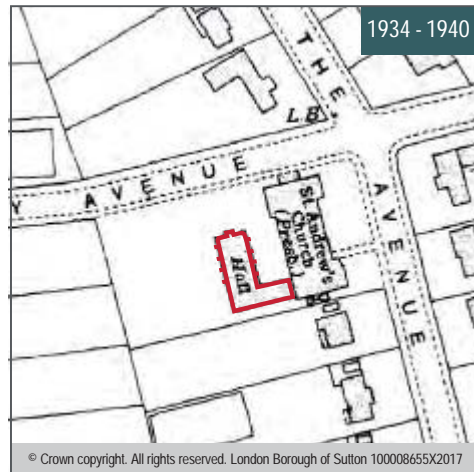 1934 - 1940
THE
L.B.
Y AVENUE
St. Andrew's
Church
(Presb.)
Hall
AVENUE
© Crown copyright. All rights reserved. London Borough of Sutton 100008655X2017